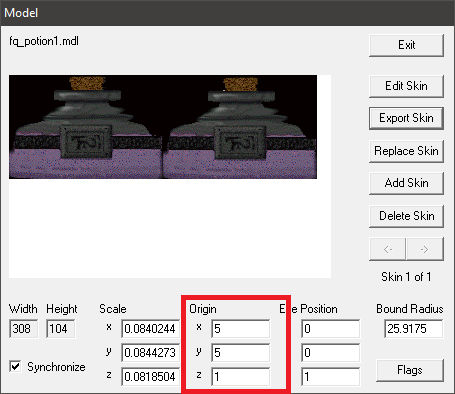 Model
fq_potion1.mdl
Exit
Edit Skin
Export Skin
Replace Skin
Add Skin
Delete Skin
<- ->
Skin 1 of 1
Width Height Scale Origin Eye Position Bound Radius
308 104 x 0.0840244 x 5 0 25.9175
y 0.0844273 y 5 0
Synchronize
z 0.0818504 z 1 1 Flags